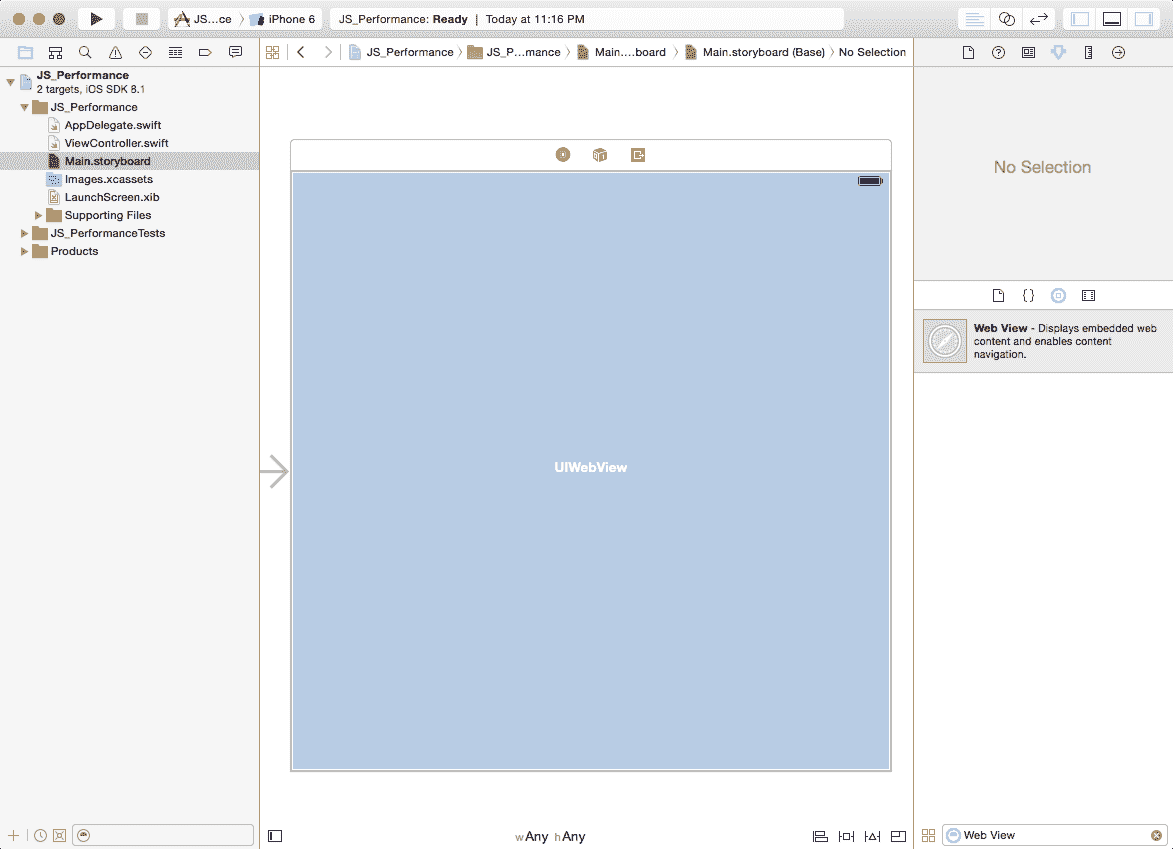 JS...ce
iPhone 6
JS_Performance: Ready | Today at 11:16 PM
JS_Performance
JS_P...mance
Main....board
Main.storyboard (Base)
No Selection
JS_Performance
2 targets, iOS SDK 8.1
JS_Performance
AppDelegate.swift
ViewController.swift
Main.storyboard
Images.xcassets
LaunchScreen.xib
Supporting Files
JS_PerformanceTests
Products
UIWebView
wAny hAny
No Selection
{}
Web View - Displays embedded web
content and enables content
navigation.
Web View